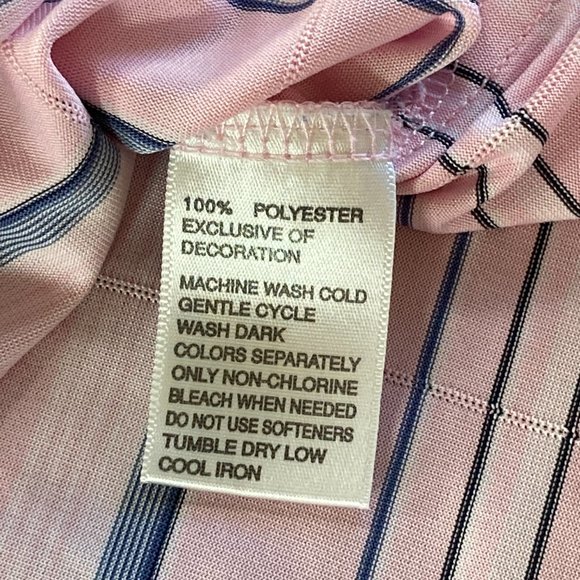 100% POLYESTER
EXCLUSIVE OF
DECORATION
MACHINE WASH COLD
GENTLE CYCLE
WASH DARK
COLORS SEPARATELY
ONLY NON-CHLORINE
BLEACH WHEN NEEDED
DO NOT USE SOFTENERS
TUMBLE DRY LOW
COOL IRON